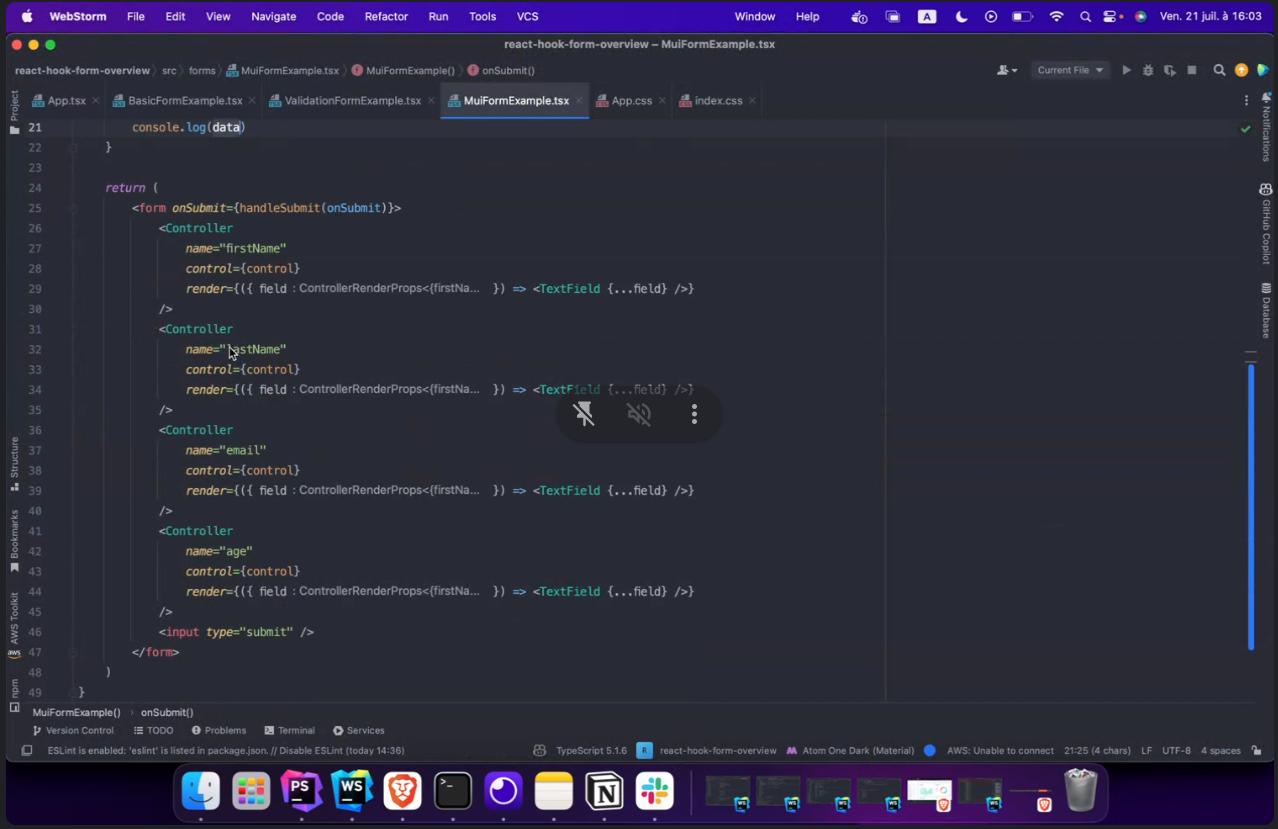 WebStorm File Edit View Navigate Code Refactor Run Tools VCS Window Help A Ven. 21 juil. à 16:03
react-hook-form-overview – MuiFormExample.tsx
react-hook-form-overview src forms MuiFormExample.tsx MuiFormExample() onSubmit() Current File
App.tsx BasicFormExample.tsx ValidationFormExample.tsx MuiFormExample.tsx App.css index.css
Project
Structure
Bookmarks
AWS Toolkit
aws
npm
21 console.log(data)
22 }
23
24 return (
25 <form onSubmit={handleSubmit(onSubmit)}>
26 <Controller
27 name="firstName"
28 control={control}
29 render={({ field : ControllerRenderProps<{firstNa... }) => <TextField {...field} />}
30 />
31 <Controller
32 name="lastName"
33 control={control}
34 render={({ field : ControllerRenderProps<{firstNa... }) => <TextField {...field} />}
35 />
36 <Controller
37 name="email"
38 control={control}
39 render={({ field : ControllerRenderProps<{firstNa... }) => <TextField {...field} />}
40 />
41 <Controller
42 name="age"
43 control={control}
44 render={({ field : ControllerRenderProps<{firstNa... }) => <TextField {...field} />}
45 />
46 <input type="submit" />
47 </form>
48 )
49 }
Notifications
GitHub Copilot
Database
MuiFormExample() › onSubmit()
Version Control TODO Problems Terminal Services
ESLint is enabled: 'eslint' is listed in package.json. // Disable ESLint (today 14:36) TypeScript 5.1.6 R react-hook-form-overview Atom One Dark (Material) AWS: Unable to connect 21:25 (4 chars) LF UTF-8 4 spaces
PS WS >_ N
WS WS WS WS WS